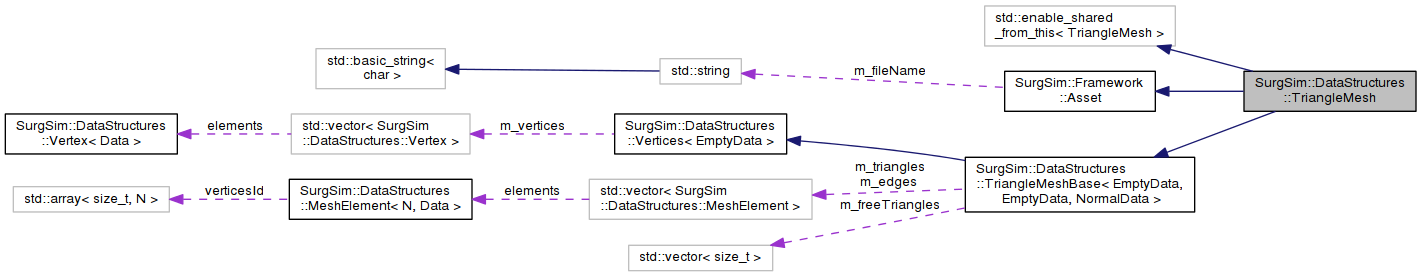 std::enable_shared
_from_this< TriangleMesh >
std::basic_string<
char >
std::string
m_fileName
SurgSim::Framework
::Asset
SurgSim::DataStructures
::TriangleMesh
SurgSim::DataStructures
::Vertex< Data >
elements
std::vector< SurgSim
::DataStructures::Vertex >
m_vertices
SurgSim::DataStructures
::Vertices< EmptyData >
std::array< size_t, N >
verticesId
SurgSim::DataStructures
::MeshElement< N, Data >
elements
std::vector< SurgSim
::DataStructures::MeshElement >
m_triangles
m_edges
m_freeTriangles
SurgSim::DataStructures
::TriangleMeshBase< EmptyData,
EmptyData, NormalData >
std::vector< size_t >